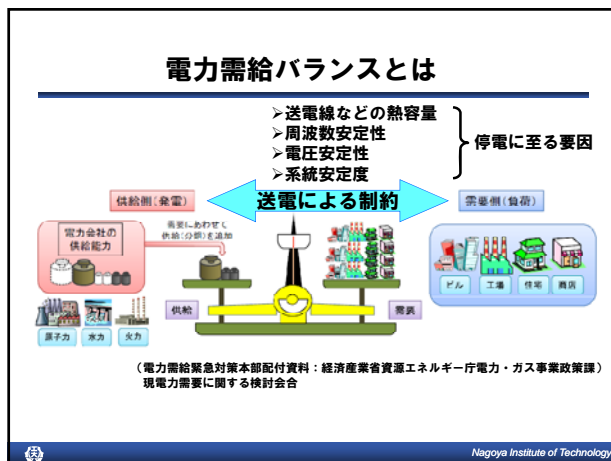 電力需給バランスとは
➢送電線などの熱容量
➢周波数安定性
➢電圧安定性
➢系統安定度
停電に至る要因
送電による制約
供給側(発電)
需要側(負荷)
電力会社の
供給能力
需要にあわせて
供給(分銅)を追加
ビル
工場
住宅
商店
供給
需要
原子力
水力
火力
(電力需給緊急対策本部配付資料:経済産業省資源エネルギー庁電力・ガス事業政策課)
現電力需要に関する検討会合
Nagoya Institute of Technology